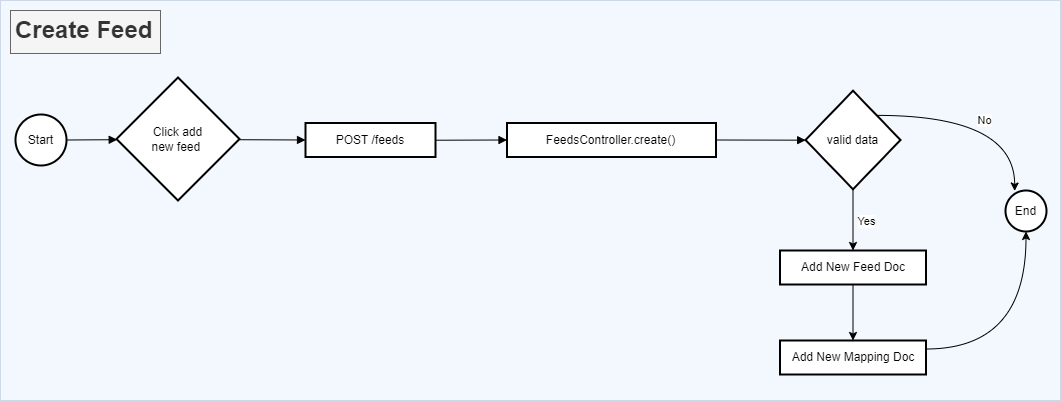 Create Feed
Start
Click add
new feed
POST /feeds
FeedsController.create()
valid data
No
Yes
End
Add New Feed Doc
Add New Mapping Doc